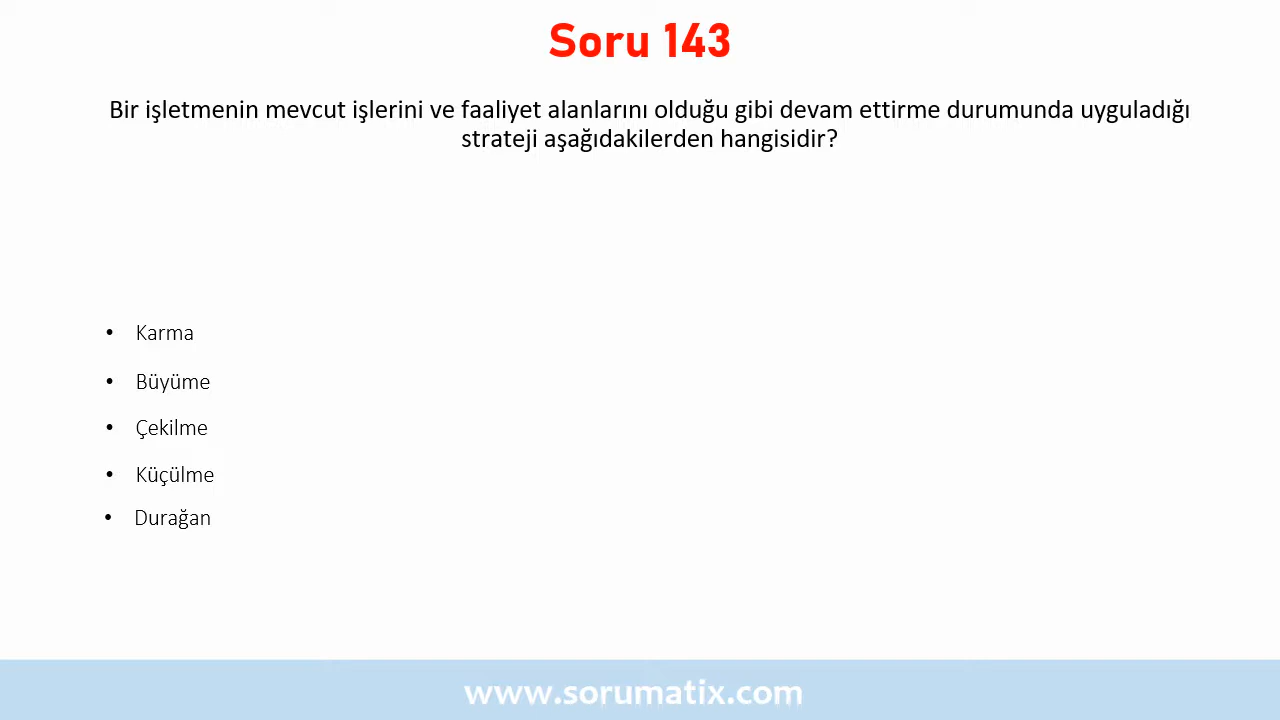 Soru 143
Bir işletmenin mevcut işlerini ve faaliyet alanlarını olduğu gibi devam ettirme durumunda uyguladığı
strateji aşağıdakilerden hangisidir?
• Karma
• Büyüme
• Çekilme
• Küçülme
• Durağan
www.sorumatix.com